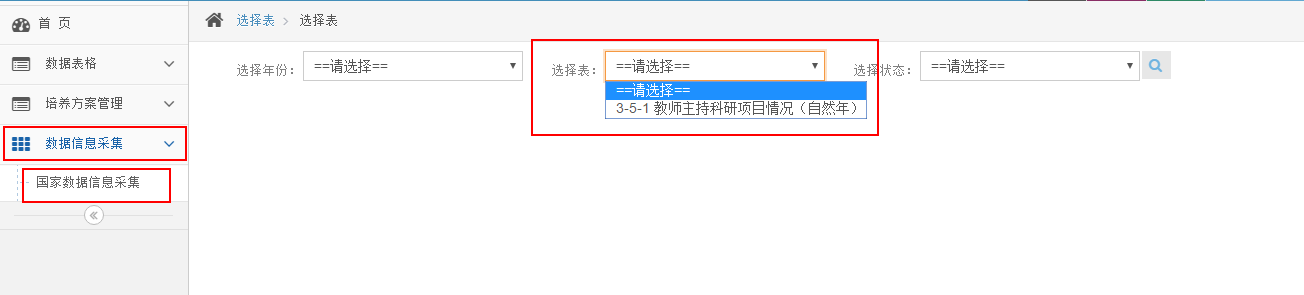 首 页
数据表格
培养方案管理
数据信息采集
国家数据信息采集
选择表 > 选择表
选择年份： ==请选择== 选择表： ==请选择== 选择状态： ==请选择==
==请选择==
3-5-1 教师主持科研项目情况（自然年）